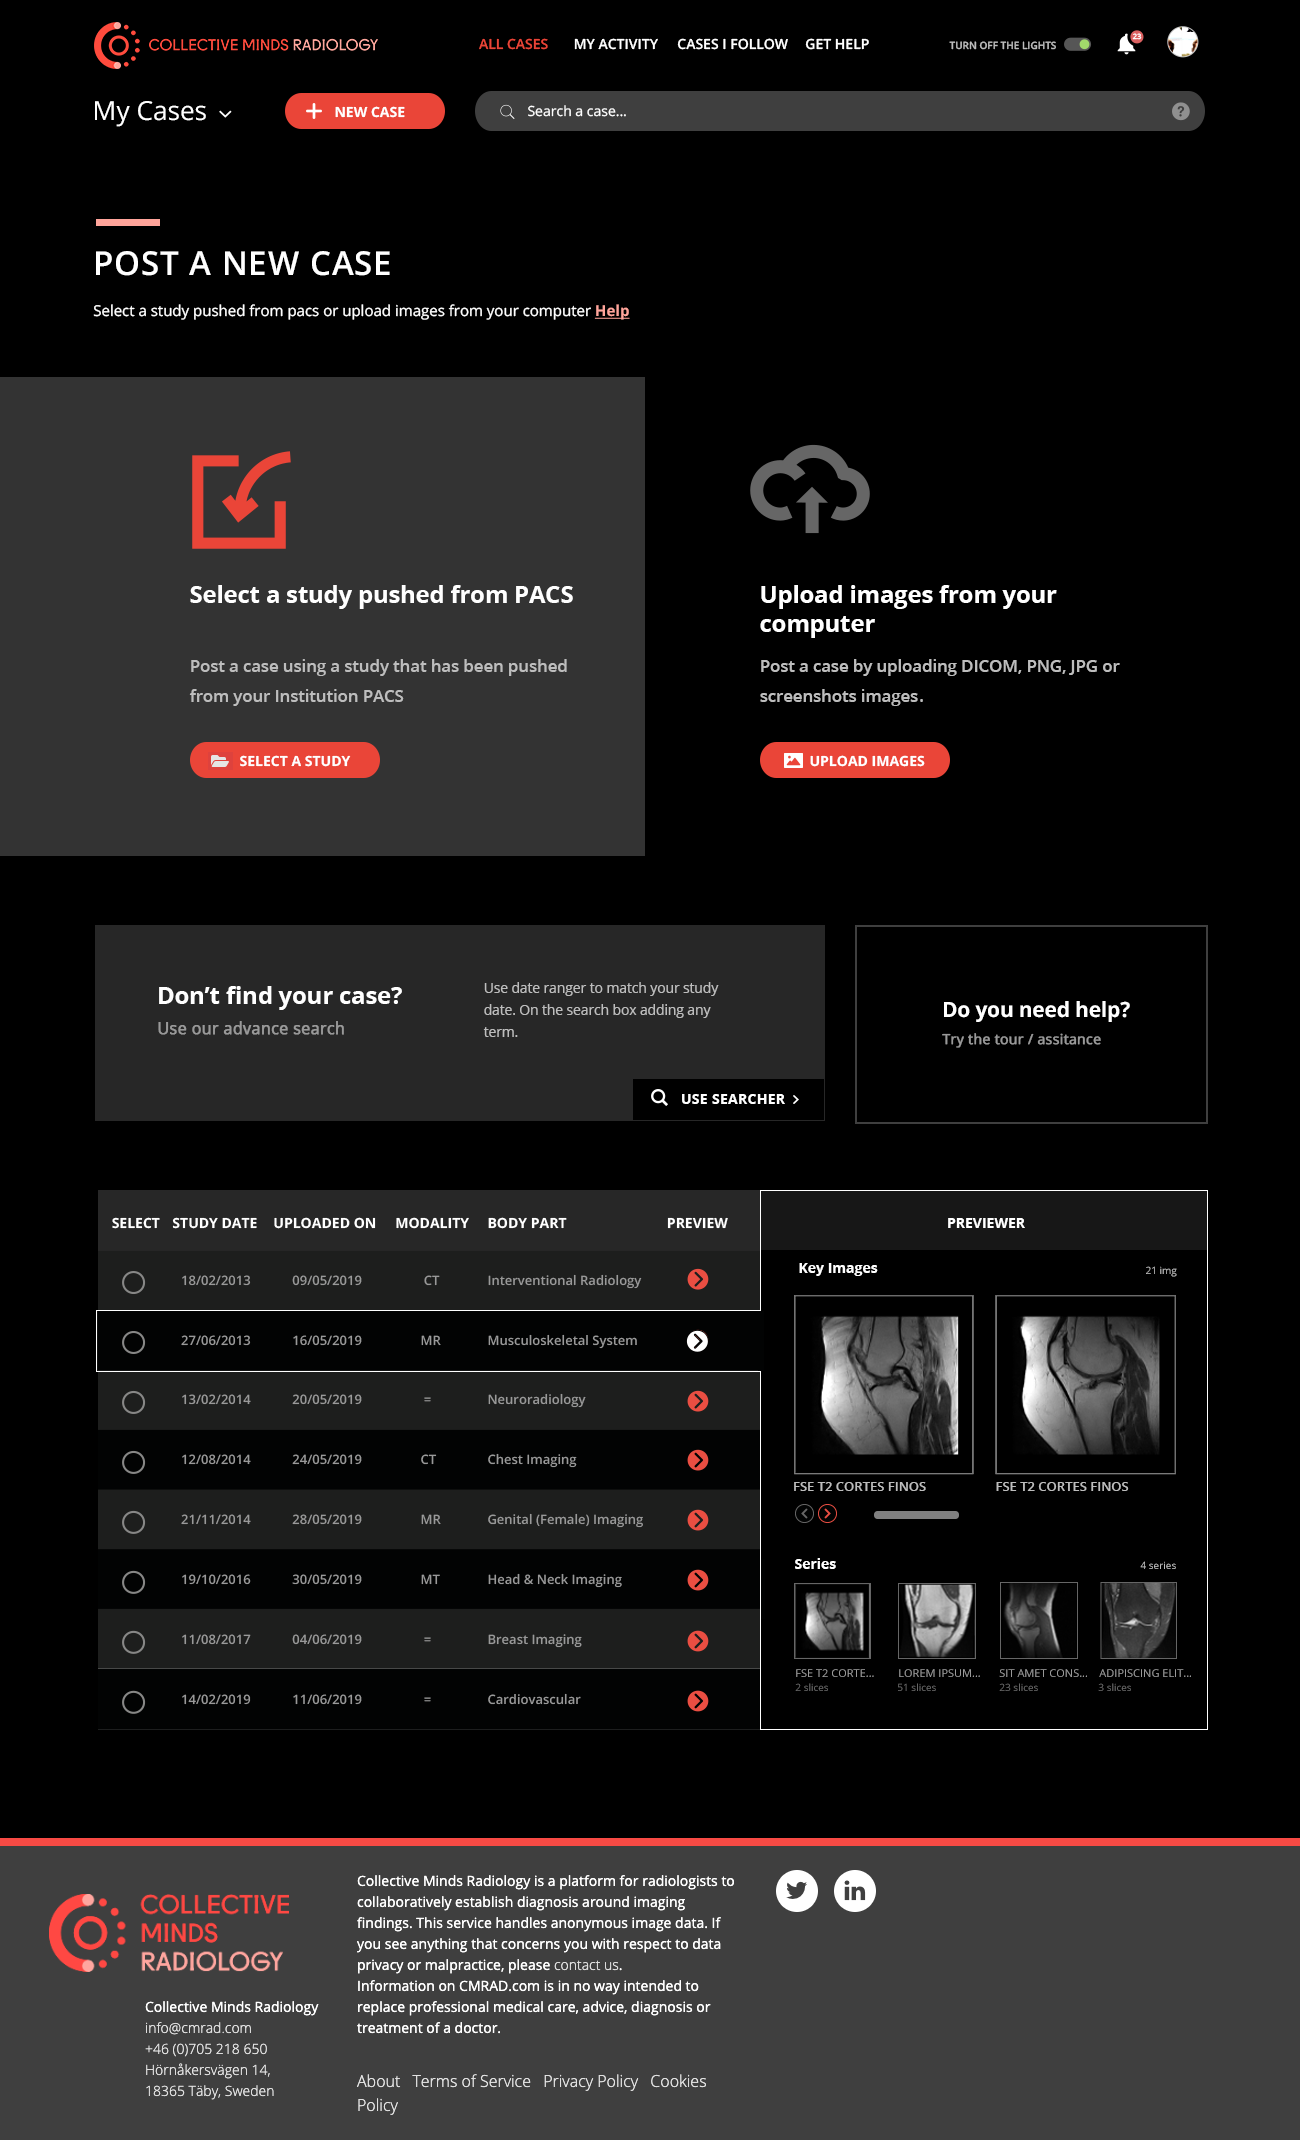 COLLECTIVE MINDS RADIOLOGY
ALL CASES MY ACTIVITY CASES I FOLLOW GET HELP
TURN OFF THE LIGHTS
23
My Cases
NEW CASE
Search a case...
?
POST A NEW CASE
Select a study pushed from pacs or upload images from your computer Help
Select a study pushed from PACS
Post a case using a study that has been pushed
from your Institution PACS
SELECT A STUDY
Upload images from your
computer
Post a case by uploading DICOM, PNG, JPG or
screenshots images.
UPLOAD IMAGES
Don’t find your case?
Use our advance search
Use date ranger to match your study
date. On the search box adding any
term.
USE SEARCHER
Do you need help?
Try the tour / assitance
SELECT STUDY DATE UPLOADED ON MODALITY BODY PART PREVIEW
18/02/2013 09/05/2019 CT Interventional Radiology
27/06/2013 16/05/2019 MR Musculoskeletal System
13/02/2014 20/05/2019 = Neuroradiology
12/08/2014 24/05/2019 CT Chest Imaging
21/11/2014 28/05/2019 MR Genital (Female) Imaging
19/10/2016 30/05/2019 MT Head & Neck Imaging
11/08/2017 04/06/2019 = Breast Imaging
14/02/2019 11/06/2019 = Cardiovascular
PREVIEWER
Key Images
21 img
FSE T2 CORTES FINOS
FSE T2 CORTES FINOS
Series
4 series
FSE T2 CORTE...
2 slices
LOREM IPSUM...
51 slices
SIT AMET CONS...
23 slices
ADIPISCING ELIT...
3 slices
COLLECTIVE
MINDS
RADIOLOGY
Collective Minds Radiology
info@cmrad.com
+46 (0)705 218 650
Hörnåkersvägen 14,
18365 Täby, Sweden
Collective Minds Radiology is a platform for radiologists to
collaboratively establish diagnosis around imaging
findings. This service handles anonymous image data. If
you see anything that concerns you with respect to data
privacy or malpractice, please contact us.
Information on CMRAD.com is in no way intended to
replace professional medical care, advice, diagnosis or
treatment of a doctor.
About Terms of Service Privacy Policy Cookies
Policy
in